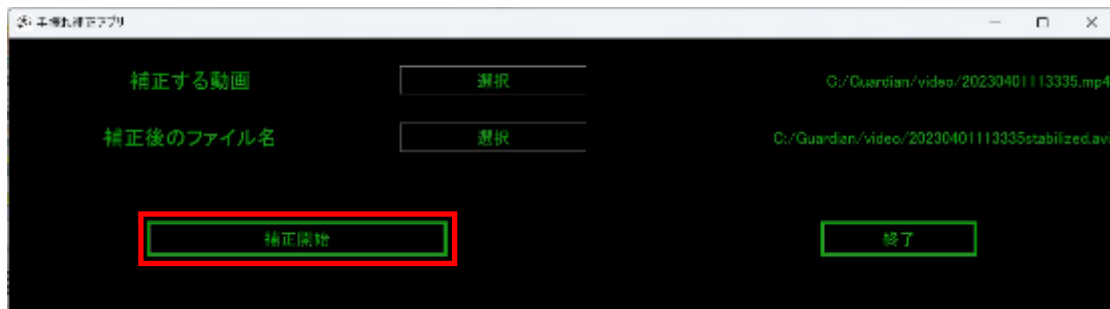 手振れ補正アプリ
補正する動画 選択 C:/Guardian/video/20230401113335.mp4
補正後のファイル名 選択 C:/Guardian/video/20230401113335stabilized.avi
補正開始 終了